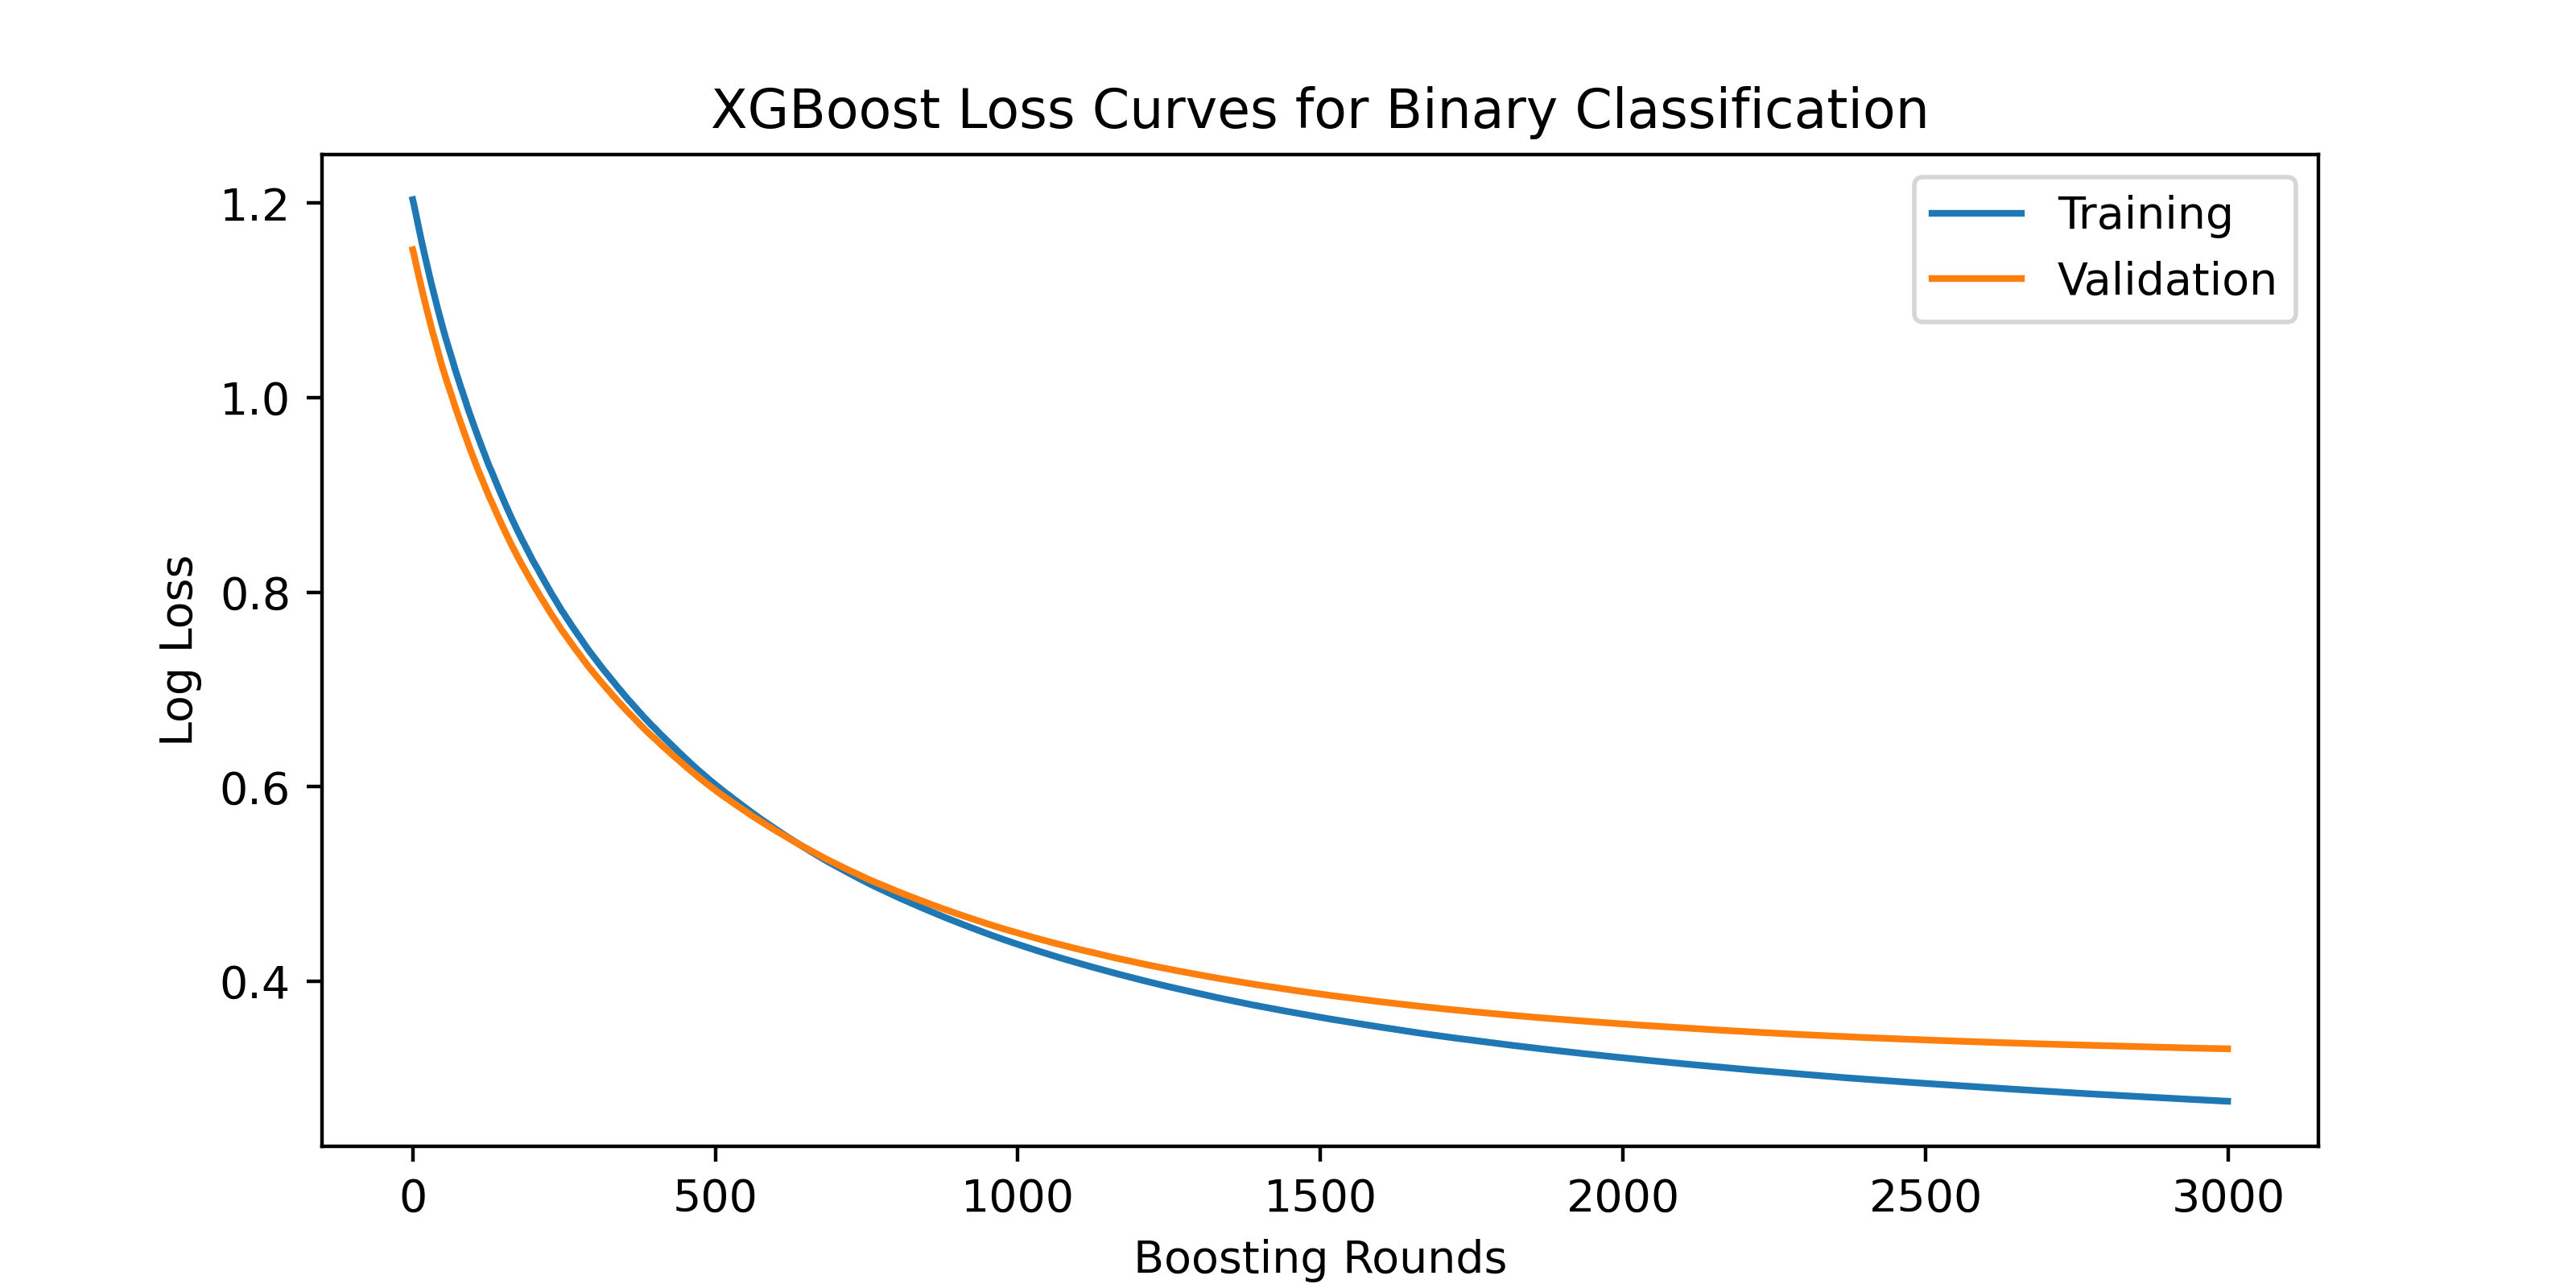 XGBoost Loss Curves for Binary Classification
Training
Validation
Log Loss
1.2
1.0
0.8
0.6
0.4
0 500 1000 1500 2000 2500 3000
Boosting Rounds